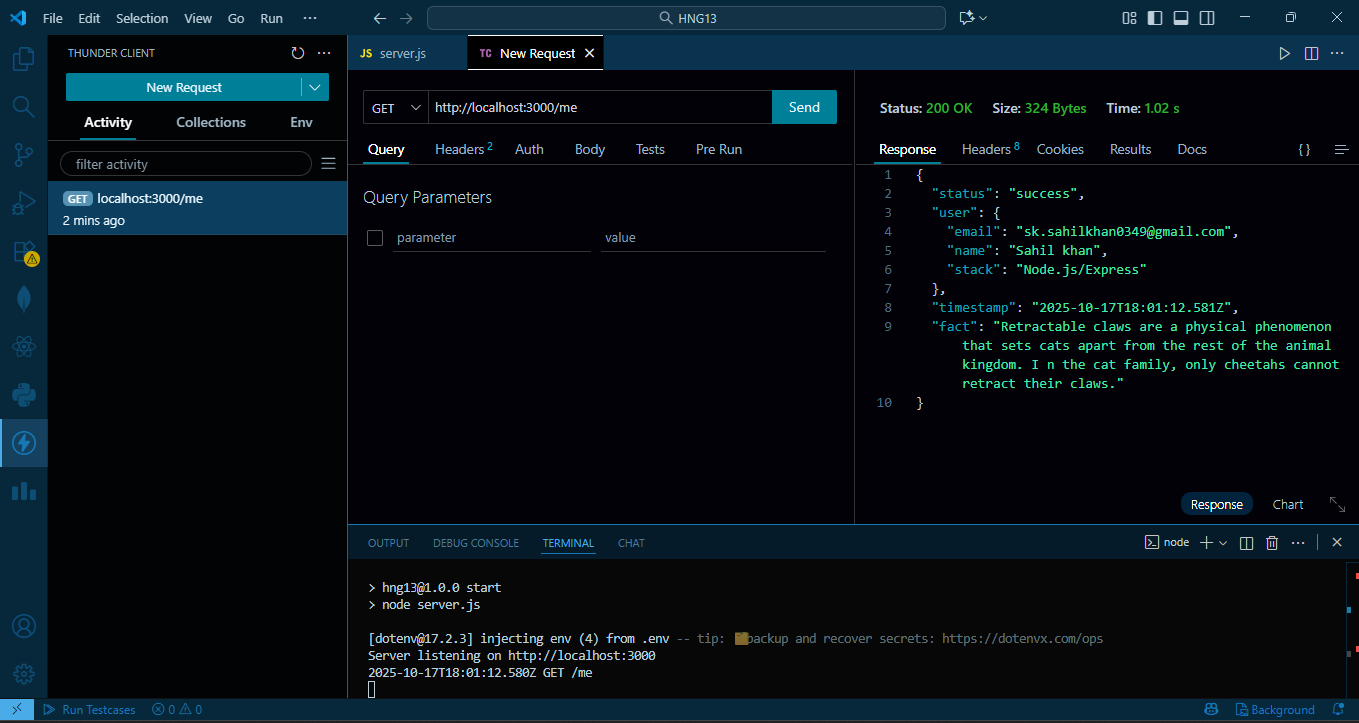 File Edit Selection View Go Run ···
HNG13
THUNDER CLIENT
New Request
Activity Collections Env
filter activity
GET localhost:3000/me
2 mins ago
JS server.js
TC New Request
GET http://localhost:3000/me Send
Query Headers 2 Auth Body Tests Pre Run
Query Parameters
parameter value
Status: 200 OK Size: 324 Bytes Time: 1.02 s
Response Headers 8 Cookies Results Docs { }
1 {
2 "status": "success",
3 "user": {
4 "email": "sk.sahilkhan0349@gmail.com",
5 "name": "Sahil khan",
6 "stack": "Node.js/Express"
7 },
8 "timestamp": "2025-10-17T18:01:12.581Z",
9 "fact": "Retractable claws are a physical phenomenon
that sets cats apart from the rest of the animal
kingdom. I n the cat family, only cheetahs cannot
retract their claws."
10 }
Response Chart
OUTPUT DEBUG CONSOLE TERMINAL CHAT
node
> hng13@1.0.0 start
> node server.js
[dotenv@17.2.3] injecting env (4) from .env -- tip: backup and recover secrets: https://dotenvx.com/ops
Server listening on http://localhost:3000
2025-10-17T18:01:12.580Z GET /me
Run Testcases 0 0
Background